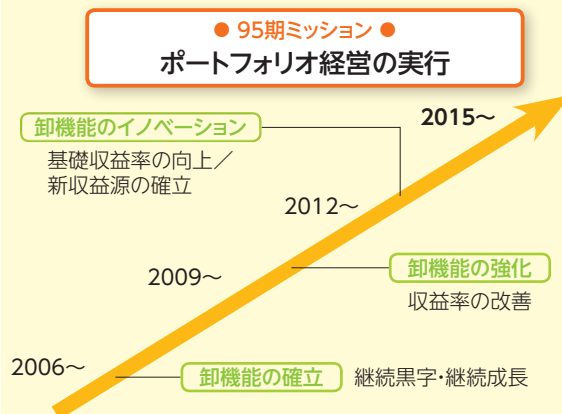 ● 95期ミッション ●
ポートフォリオ経営の実行
2015～
卸機能のイノベーション
基礎収益率の向上／
新収益源の確立
2012～
卸機能の強化
2009～
収益率の改善
2006～
卸機能の確立 継続黒字・継続成長